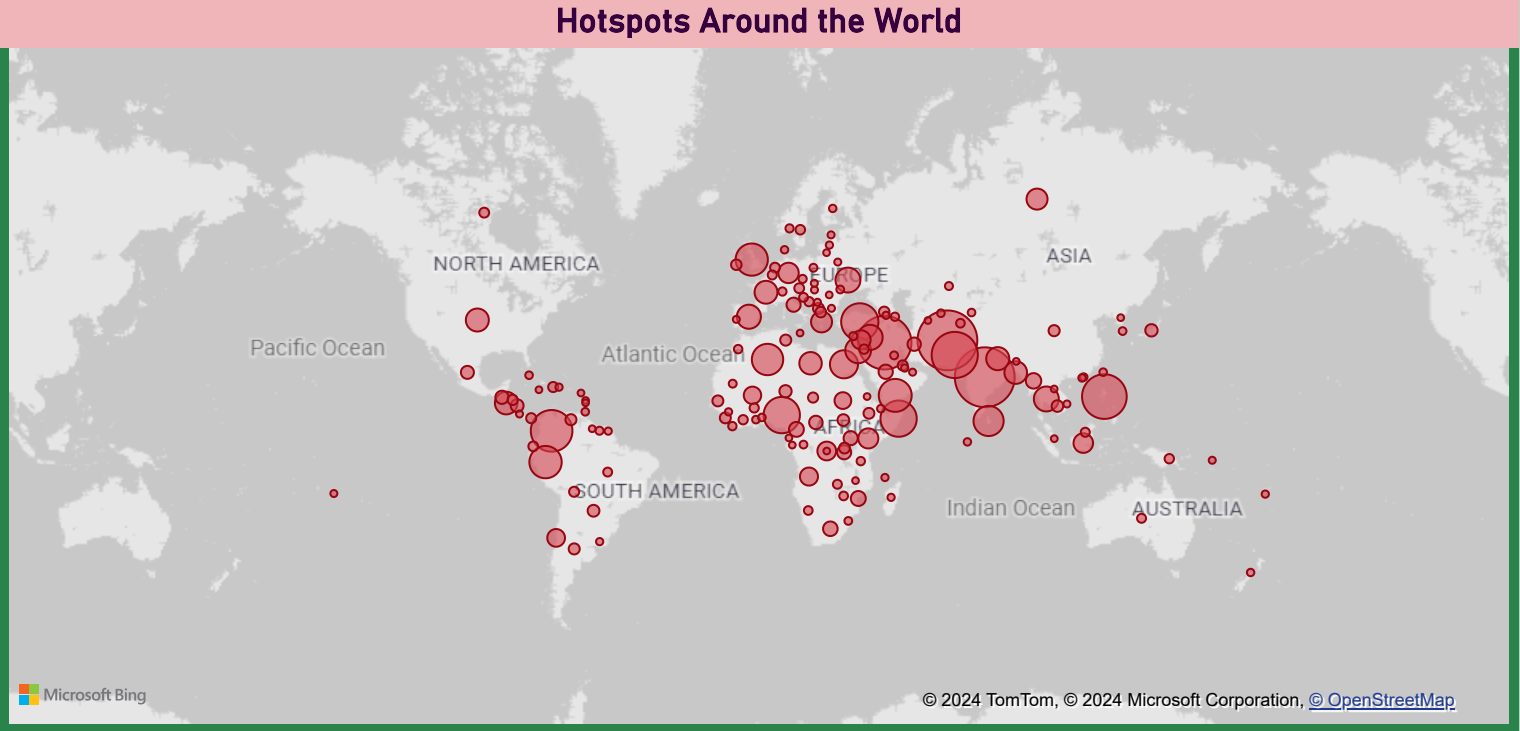 Hotspots Around the World
NORTH AMERICA
EUROPE
ASIA
Pacific Ocean
Atlantic Ocean
AFRICA
SOUTH AMERICA
Indian Ocean
AUSTRALIA
Microsoft Bing
© 2024 TomTom, © 2024 Microsoft Corporation, © OpenStreetMap